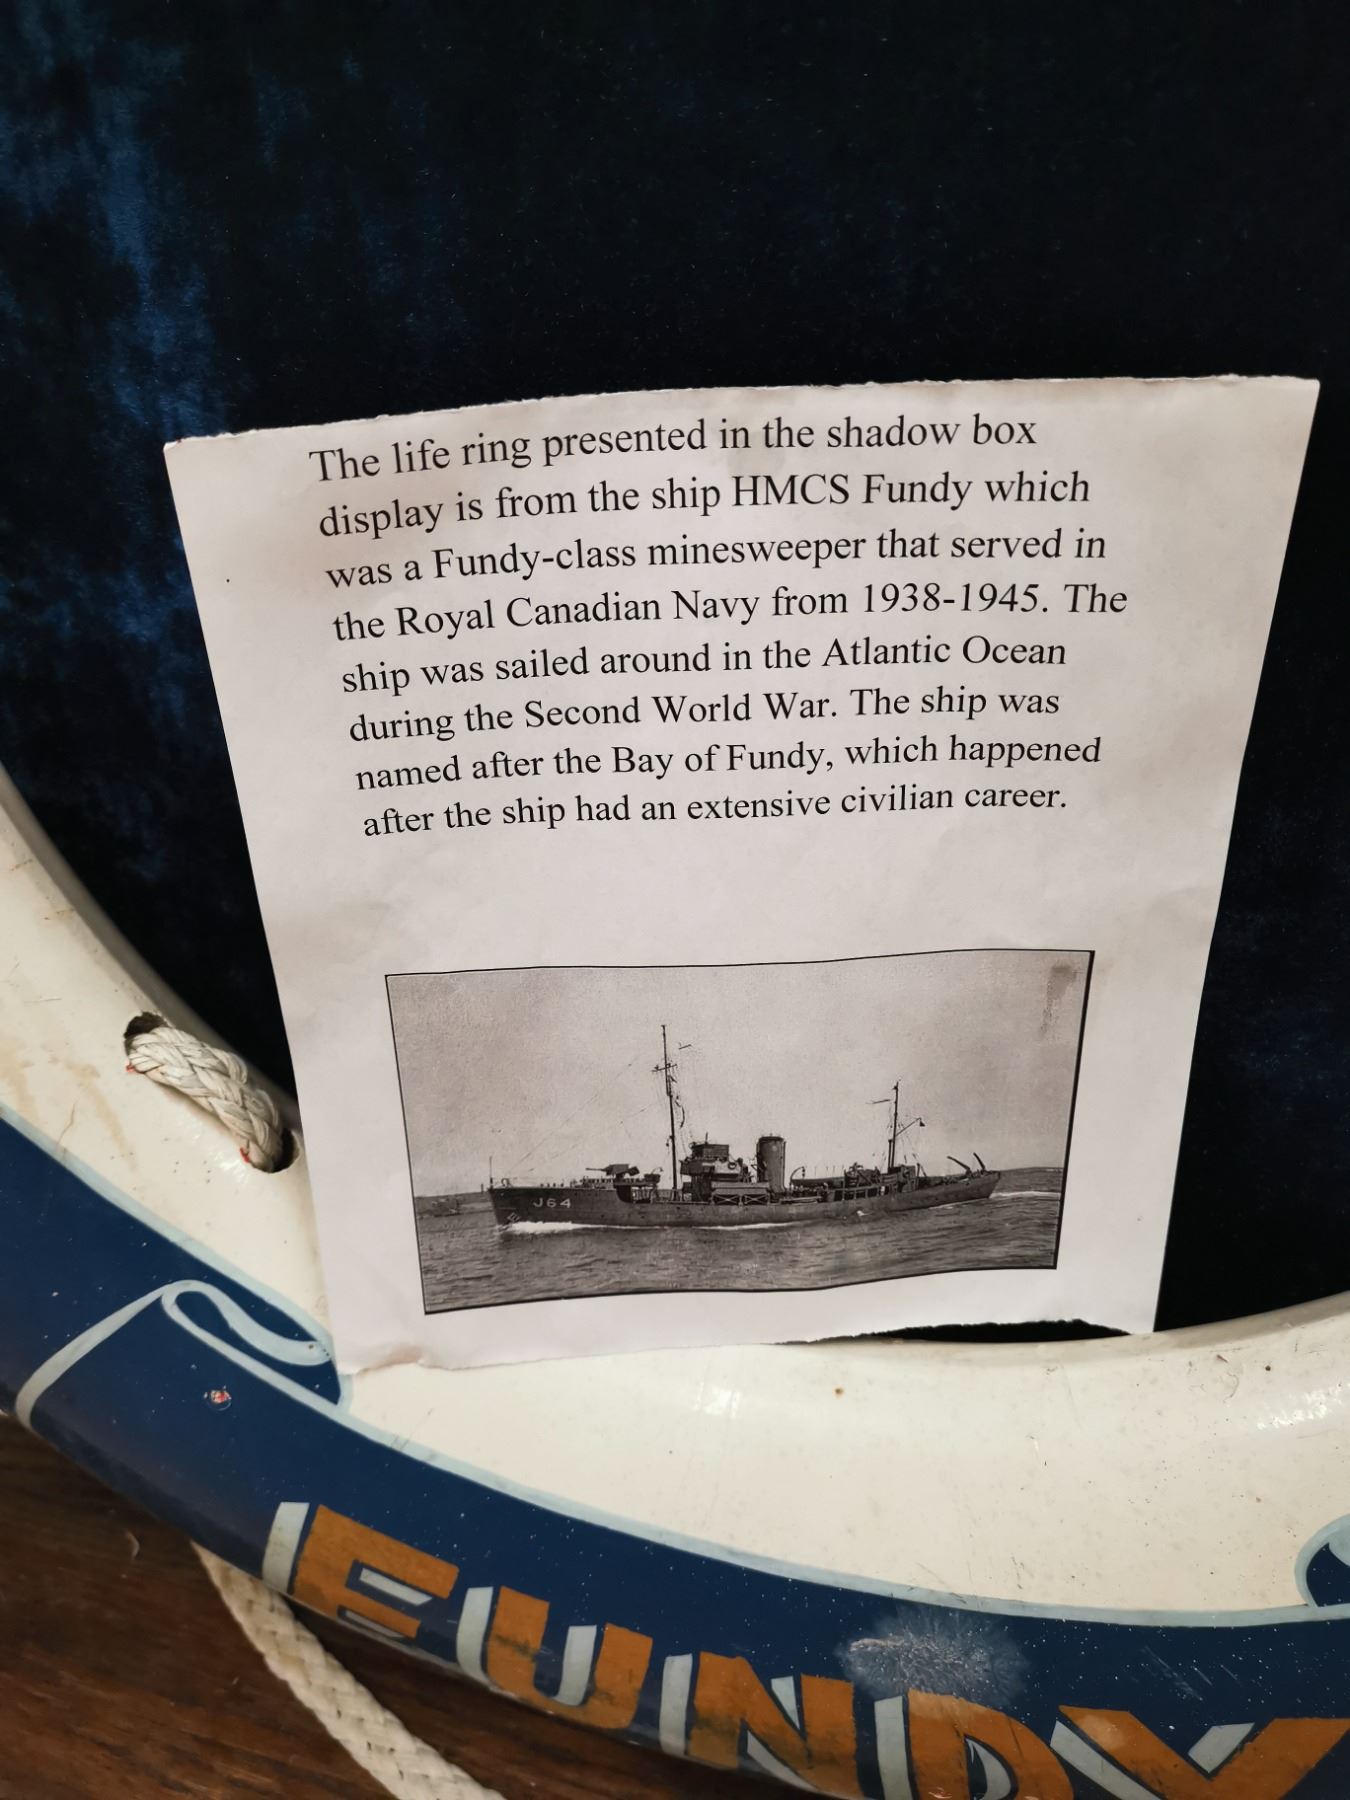 The life ring presented in the shadow box
display is from the ship HMCS Fundy which
was a Fundy-class minesweeper that served in
the Royal Canadian Navy from 1938-1945. The
ship was sailed around in the Atlantic Ocean
during the Second World War. The ship was
named after the Bay of Fundy, which happened
after the ship had an extensive civilian career.
J64
FUNDY